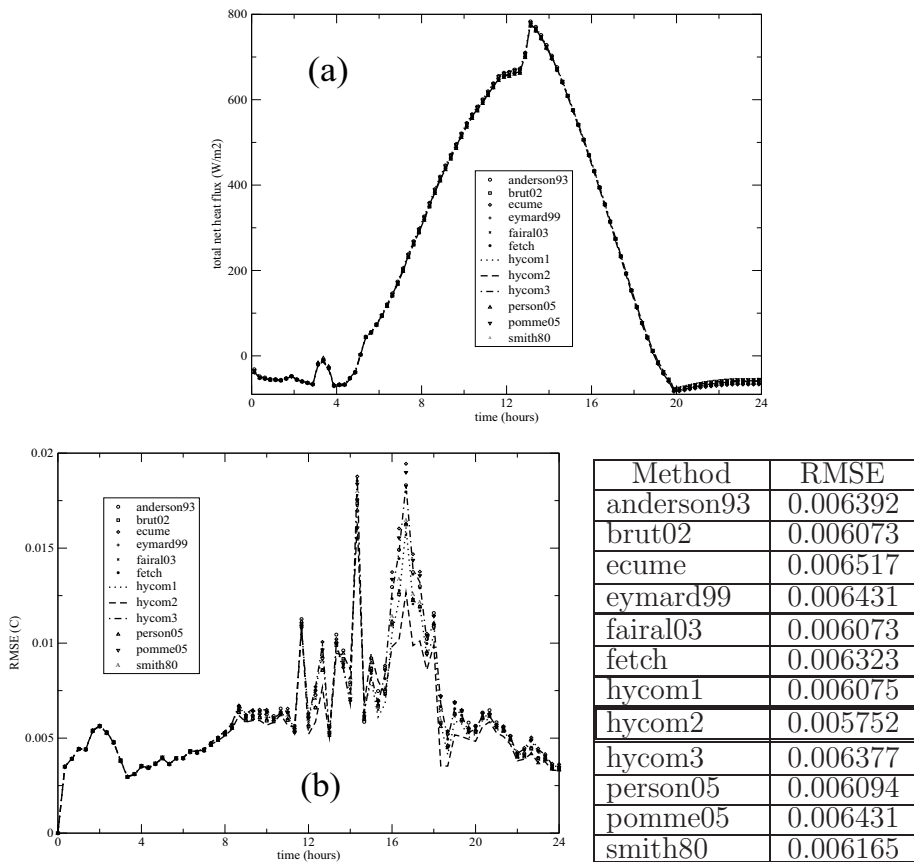 800
600
400
200
0
total net heat flux (W/m2)
(a)
anderson93
brut02
ecume
eymard99
fairal03
fetch
hycom1
hycom2
hycom3
person05
pomme05
smith80
0 4 8 12 16 20 24
time (hours)
0.02
0.015
0.01
0.005
0
RMSE (C)
anderson93
brut02
ecume
eymard99
fairal03
fetch
hycom1
hycom2
hycom3
person05
pomme05
smith80
(b)
0 4 8 12 16 20 24
time (hours)
Method RMSE
anderson93 0.006392
brut02 0.006073
ecume 0.006517
eymard99 0.006431
fairal03 0.006073
fetch 0.006323
hycom1 0.006075
hycom2 0.005752
hycom3 0.006377
person05 0.006094
pomme05 0.006431
smith80 0.006165